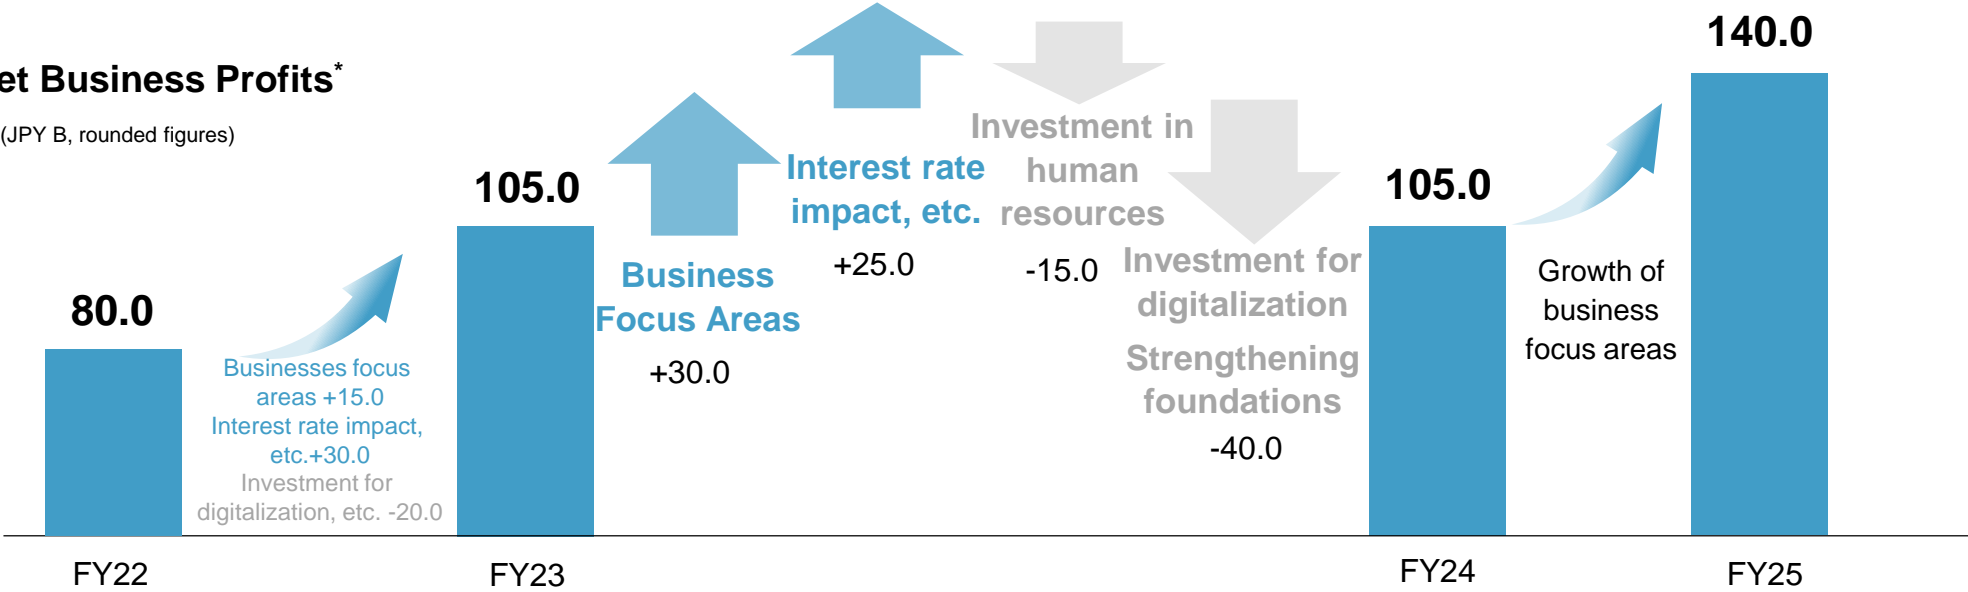 et Business Profits*
(JPY B, rounded figures)
80.0
Businesses focus
areas +15.0
Interest rate impact,
etc.+30.0
Investment for
digitalization, etc. -20.0
105.0
Business
Focus Areas
+30.0
Interest rate
impact, etc.
+25.0
Investment in
human
resources
-15.0
Investment for
digitalization
Strengthening
foundations
-40.0
105.0
Growth of
business
focus areas
140.0
FY22
FY23
FY24
FY25